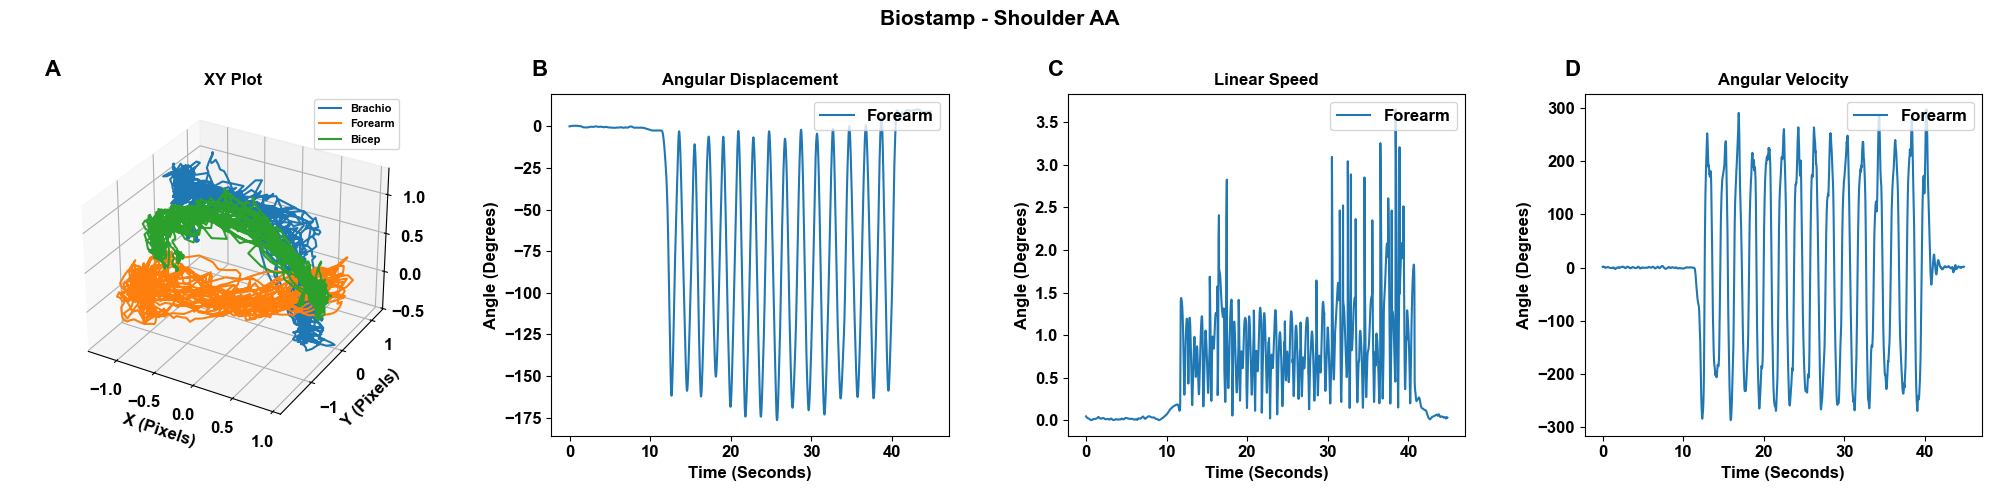 Biostamp - Shoulder AA
A
XY Plot
Brachio
Forearm
Bicep
1.0
0.5
0.0
−0.5
1
0
−1
Y (Pixels)
−1.0
−0.5
0.0
0.5
1.0
X (Pixels)
B
Angular Displacement
Forearm
0
−25
−50
−75
−100
−125
−150
−175
Angle (Degrees)
0
10
20
30
40
Time (Seconds)
C
Linear Speed
Forearm
3.5
3.0
2.5
2.0
1.5
1.0
0.5
0.0
Angle (Degrees)
0
10
20
30
40
Time (Seconds)
D
Angular Velocity
Forearm
300
200
100
0
−100
−200
−300
Angle (Degrees)
0
10
20
30
40
Time (Seconds)